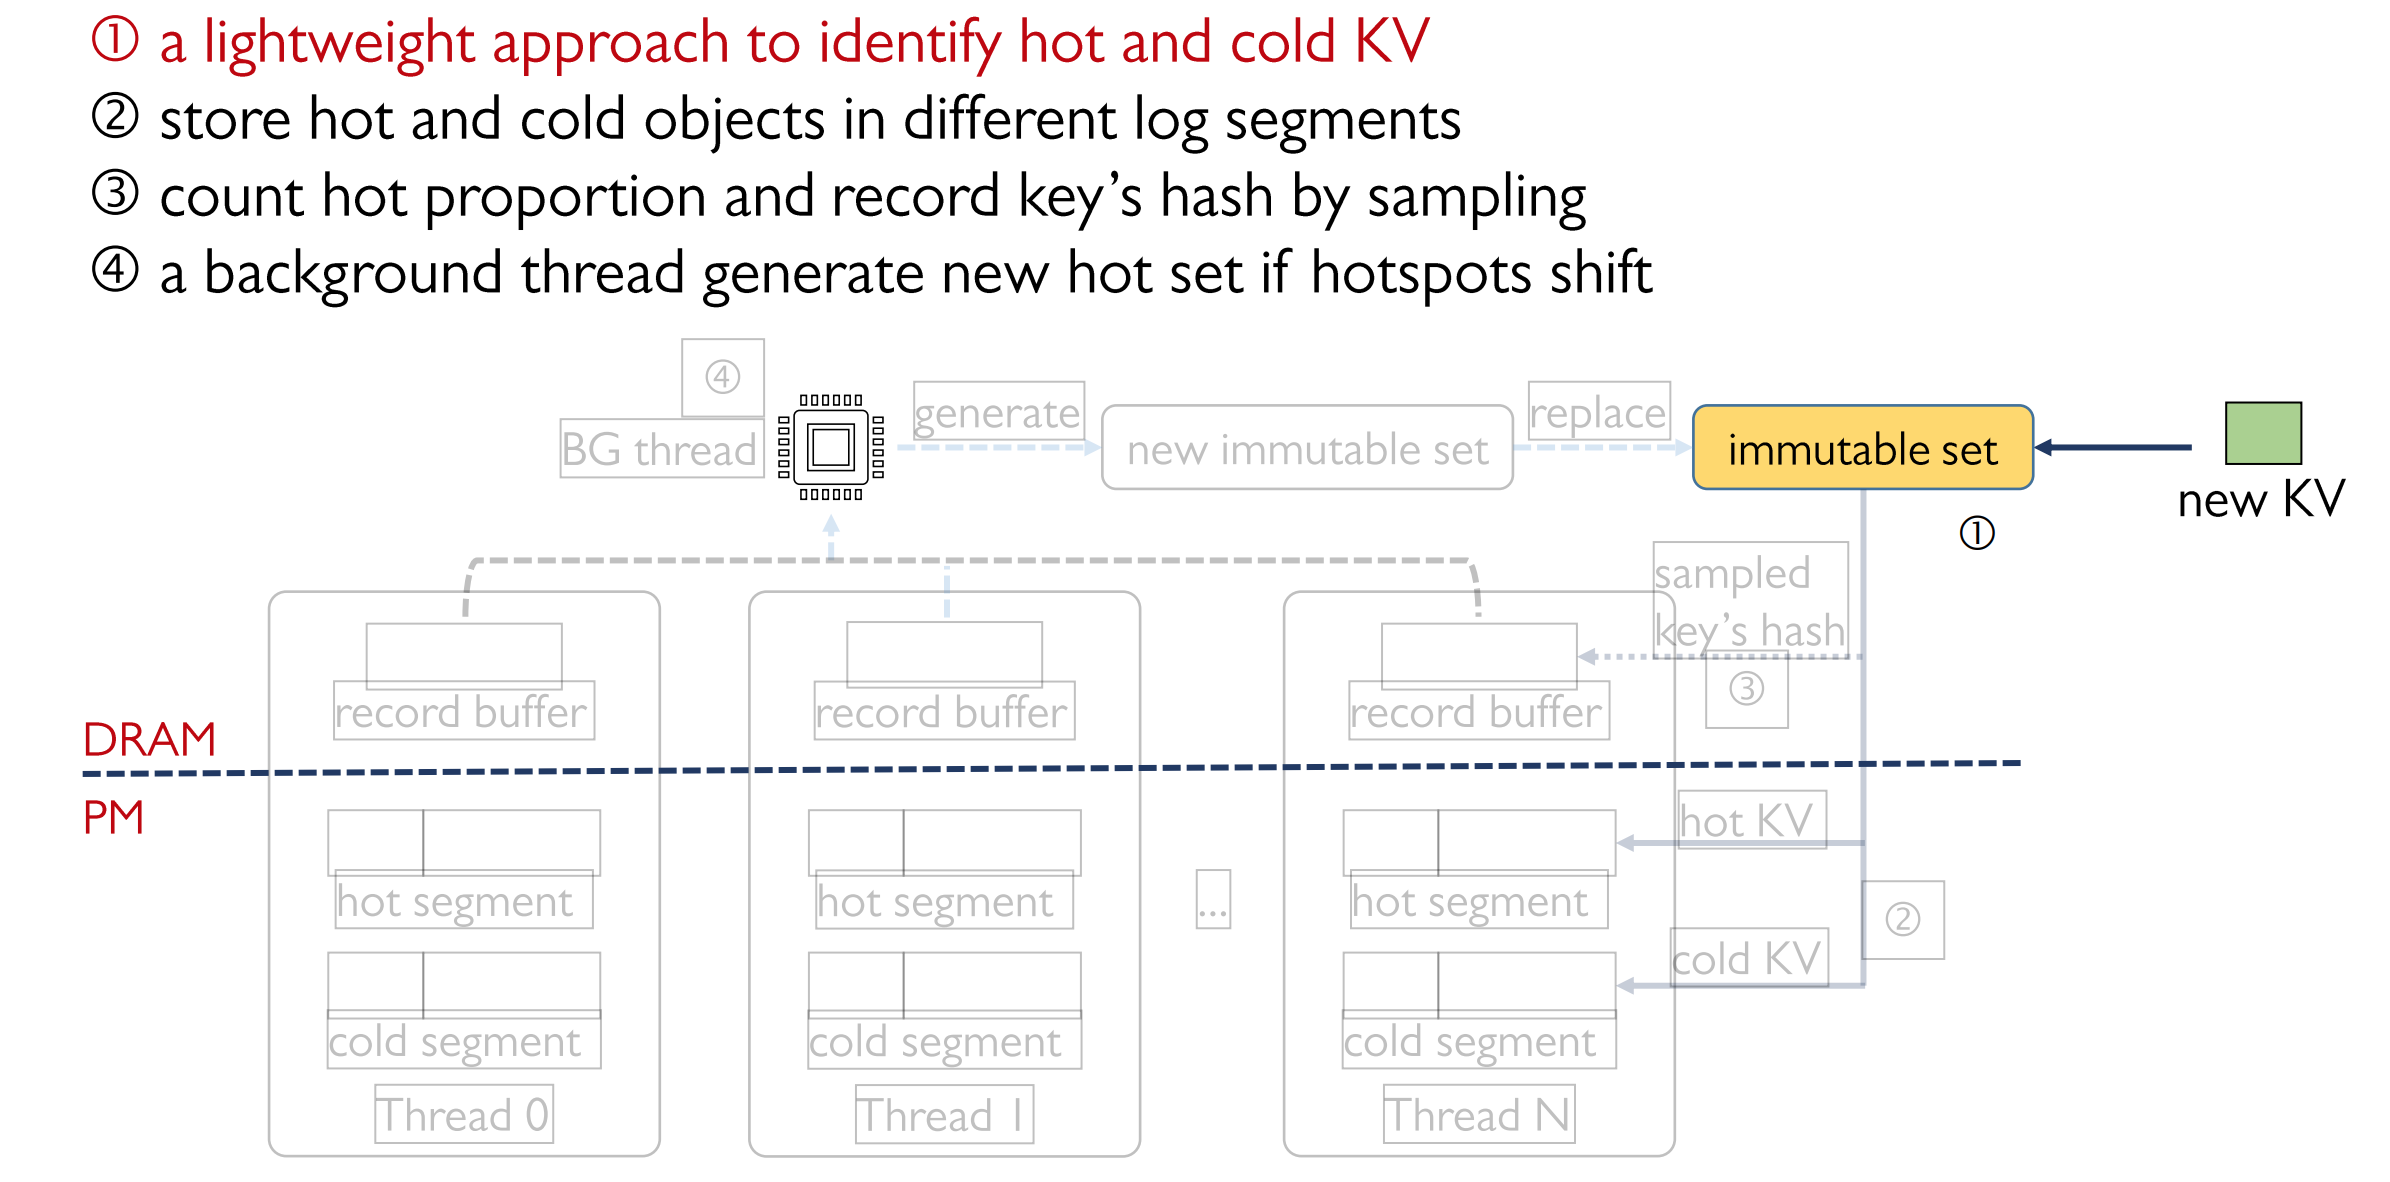 ① a lightweight approach to identify hot and cold KV
② store hot and cold objects in different log segments
③ count hot proportion and record key’s hash by sampling
④ a background thread generate new hot set if hotspots shift
④
BG thread
generate
new immutable set
replace
immutable set
new KV
①
sampled
key’s hash
③
record buffer
record buffer
record buffer
DRAM
PM
hot KV
hot segment
hot segment
...
hot segment
②
cold KV
cold segment
cold segment
cold segment
Thread 0
Thread 1
Thread N